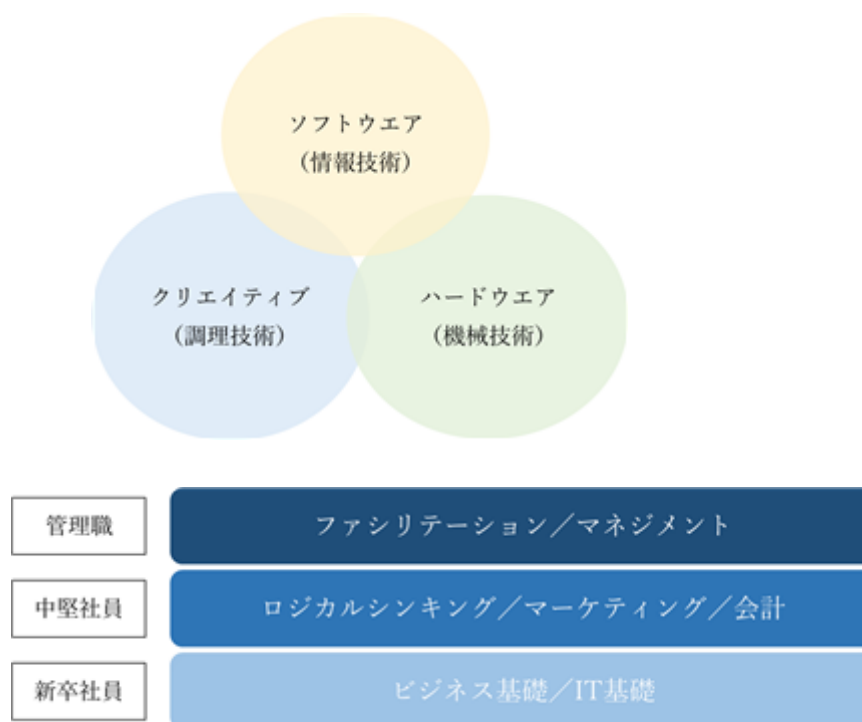 ソフトウエア
（情報技術）
クリエイティブ
（調理技術）
ハードウエア
（機械技術）
管理職
ファシリテーション／マネジメント
中堅社員
ロジカルシンキング／マーケティング／会計
新卒社員
ビジネス基礎／IT基礎